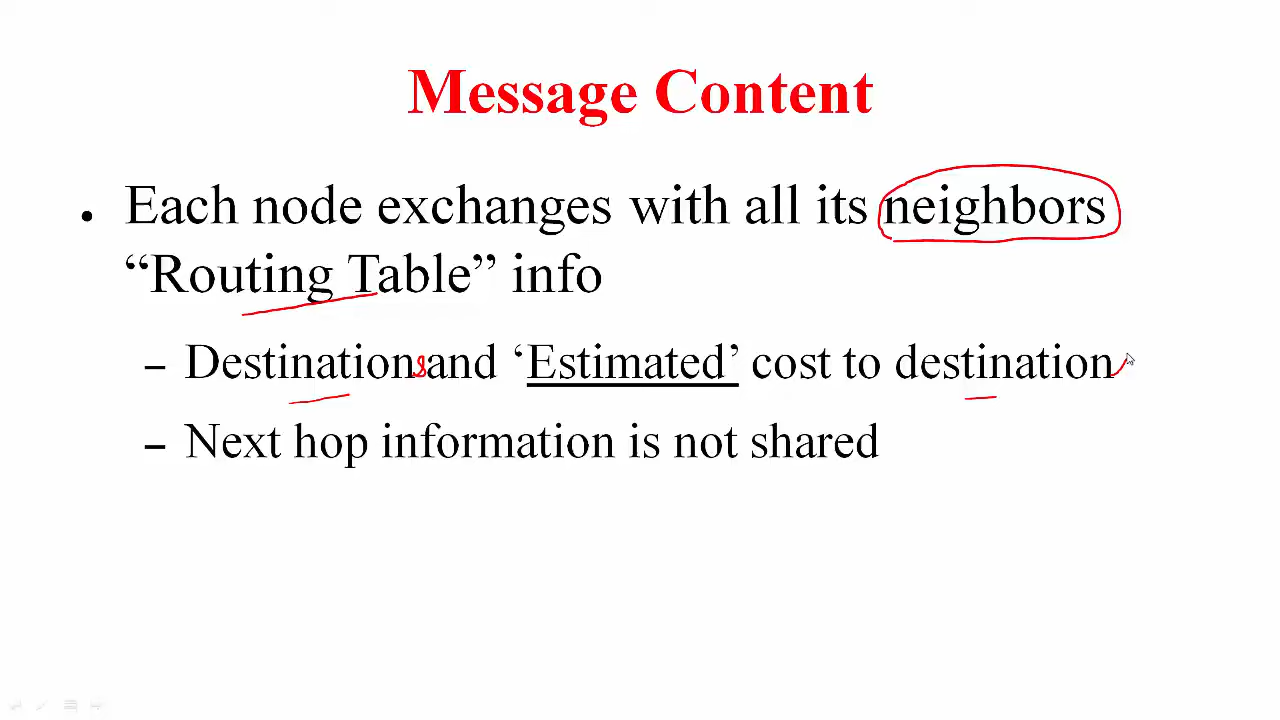 Message Content
• Each node exchanges with all its neighbors
“Routing Table” info
– Destinations and ‘Estimated’ cost to destination
– Next hop information is not shared